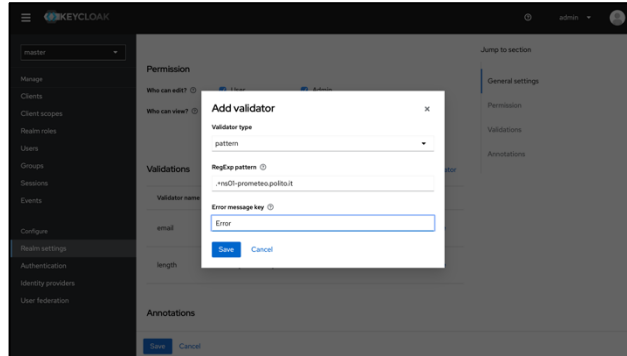 KEYCLOAK
admin
master
Manage
Clients
Client scopes
Realm roles
Users
Groups
Sessions
Events
Configure
Realm settings
Authentication
Identity providers
User federation
Permission
Who can edit?
User
Admin
Who can view?
Validations
Validator name
email
length
Annotations
Save
Cancel
Add validator
Validator type
pattern
RegExp pattern
.+ns01-prometeo.polito.it
Error message key
Error
Save
Cancel
Jump to section
General settings
Permission
Validations
Annotations